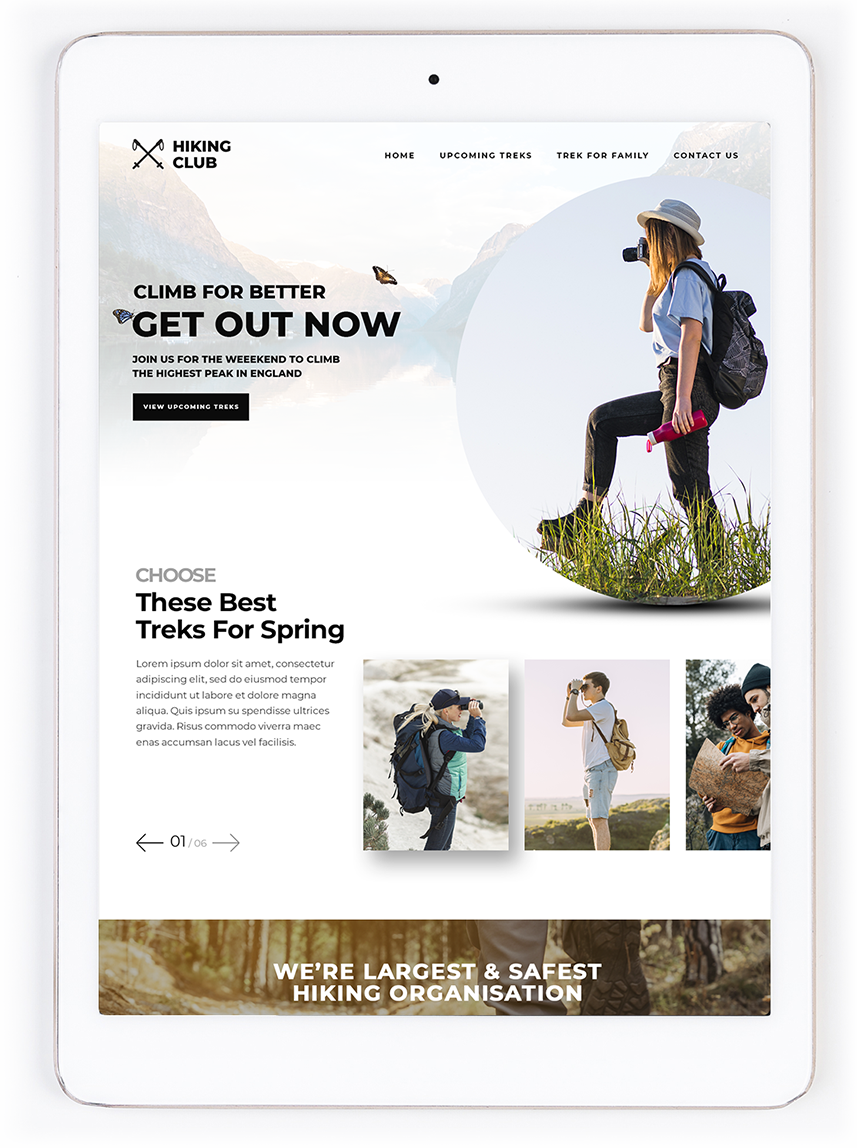 HIKING
CLUB
HOME UPCOMING TREKS TREK FOR FAMILY CONTACT US
CLIMB FOR BETTER
GET OUT NOW
JOIN US FOR THE WEEEKEND TO CLIMB
THE HIGHEST PEAK IN ENGLAND
VIEW UPCOMING TREKS
CHOOSE
These Best
Treks For Spring
Lorem ipsum dolor sit amet, consectetur
adipiscing elit, sed do eiusmod tempor
incididunt ut labore et dolore magna
aliqua. Quis ipsum su spendisse ultrices
gravida. Risus commodo viverra maec
enas accumsan lacus vel facilisis.
01 / 06
WE’RE LARGEST & SAFEST
HIKING ORGANISATION